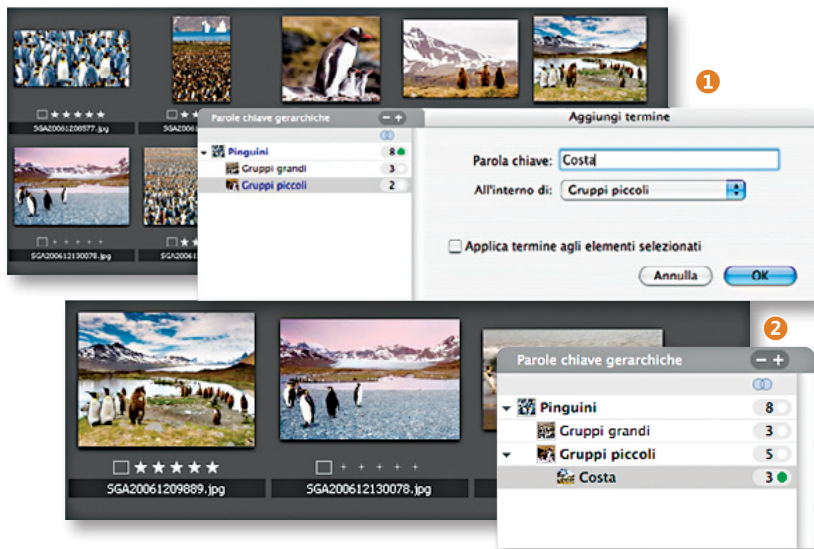 1
SGA20061208577.jpg
SGA2006
Parole chiave gerarchiche
- +
Pinguini 8
Gruppi grandi 3
Gruppi piccoli 2
Aggiungi termine
Parola chiave: Costa
All'interno di: Gruppi piccoli
Applica termine agli elementi selezionati
Annulla OK
SGA200612130078.jpg
SGA20061
2
SGA20061209889.jpg
SGA200612130078.jpg
Parole chiave gerarchiche
- +
Pinguini 8
Gruppi grandi 3
Gruppi piccoli 5
Costa 3